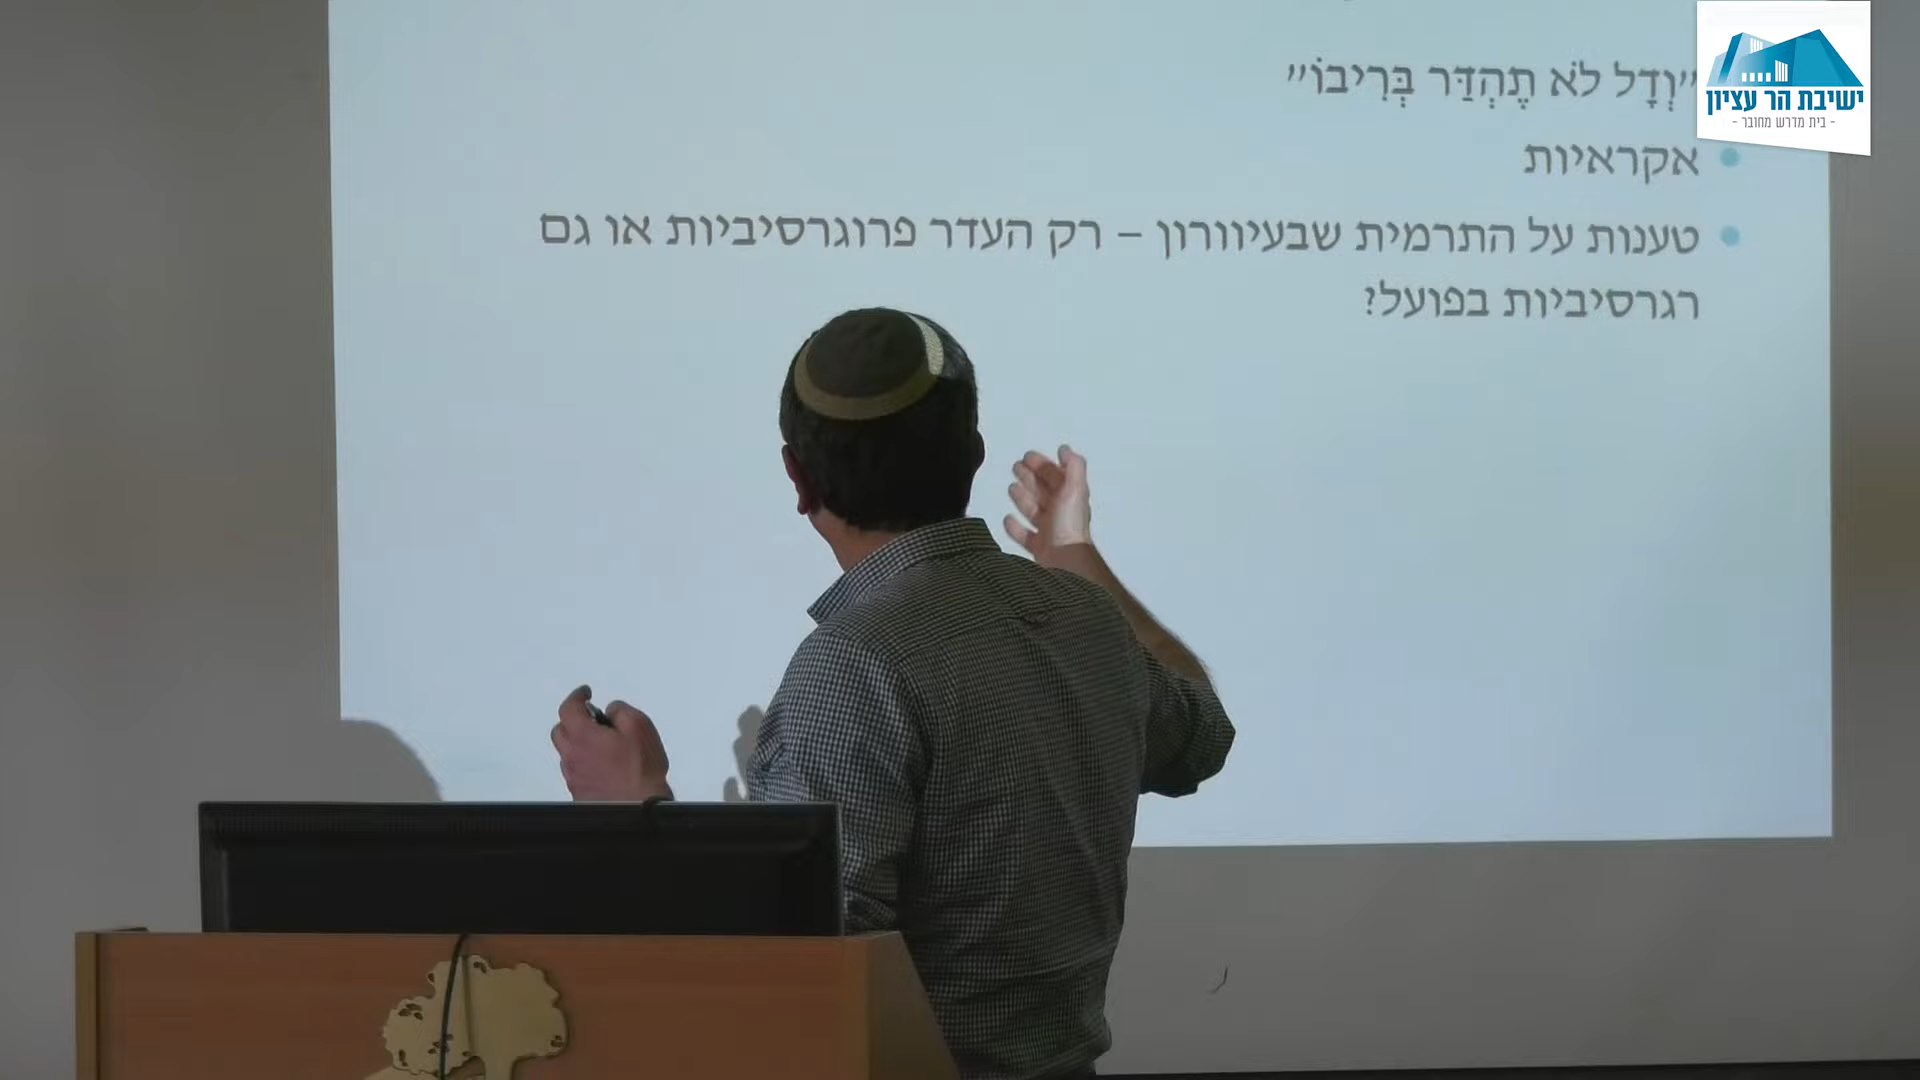 "וְדָל לֹא תֶהְדַּר בְּרִיבוֹ"
אקראיות
טענות על התרמית שבעיוורון – רק העדר פרוגרסיביות או גם
רגרסיביות בפועל?
ישיבת הר עציון
- בית מדרש מחובר -